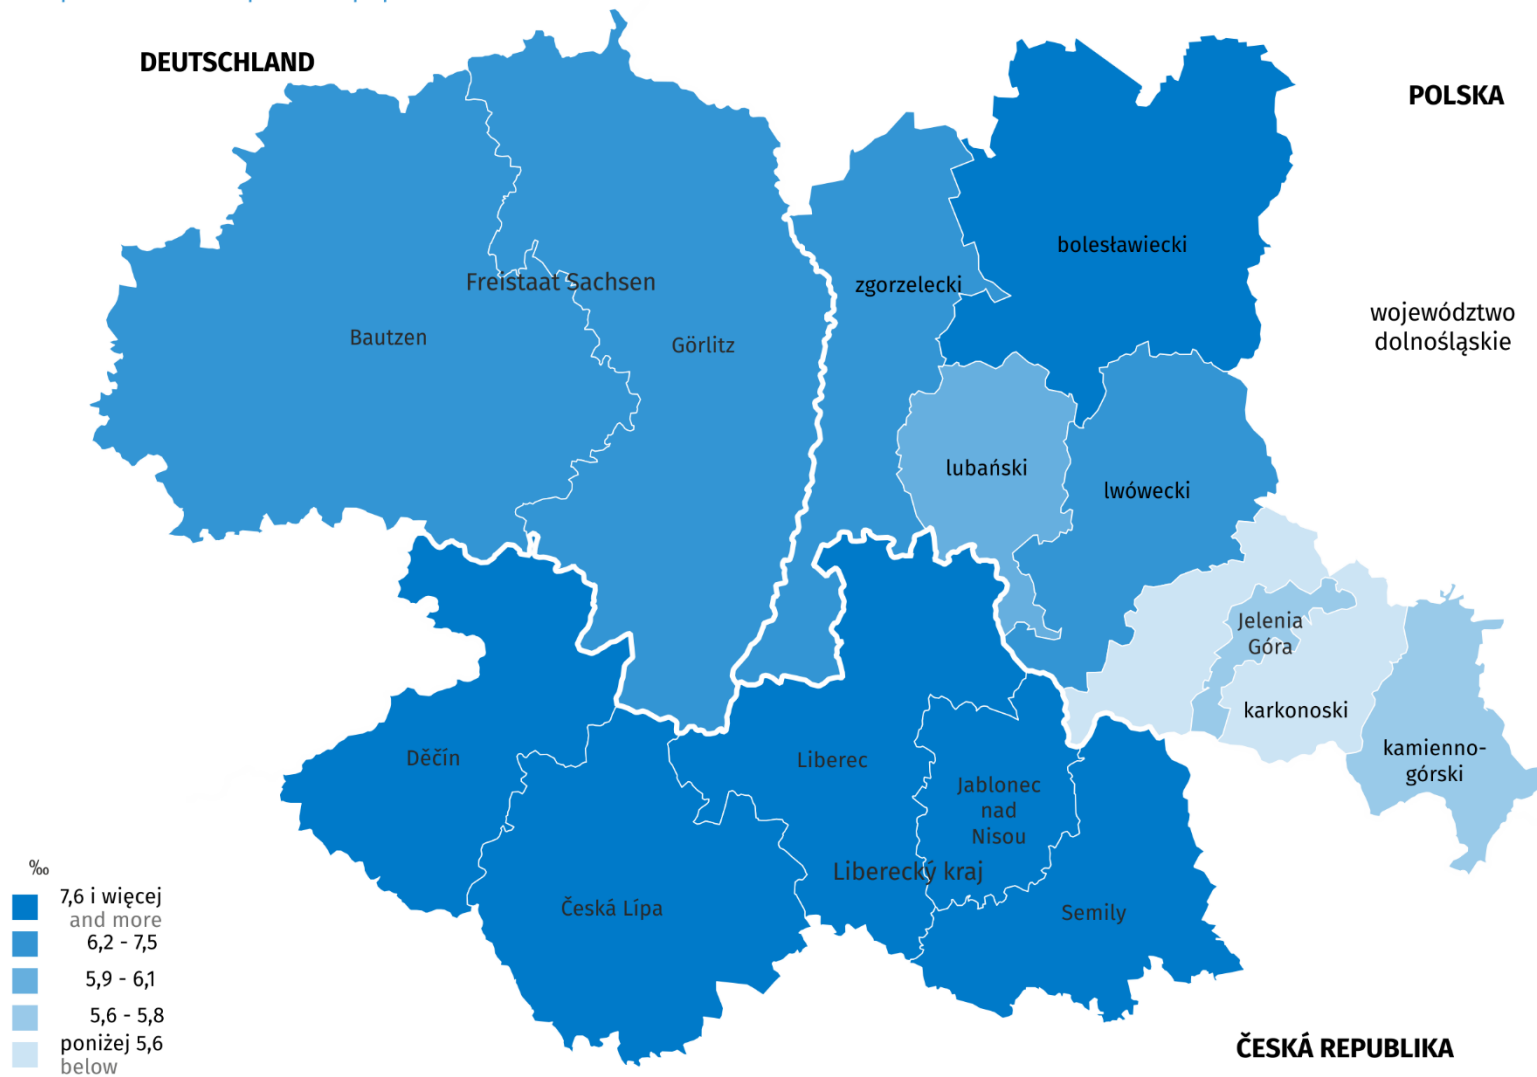 DEUTSCHLAND
POLSKA
bolesławiecki
Freistaat Sachsen
zgorzelecki
województwo
dolnośląskie
Bautzen
Görlitz
lubański
lwówecki
Jelenia
Góra
karkonoski
kamienno-
górski
Děčín
Liberec
Jablonec
nad
Nisou
Liberecký kraj
Česká Lípa
Semily
‰
7,6 i więcej
and more
6,2 - 7,5
5,9 - 6,1
5,6 - 5,8
poniżej 5,6
below
ČESKÁ REPUBLIKA